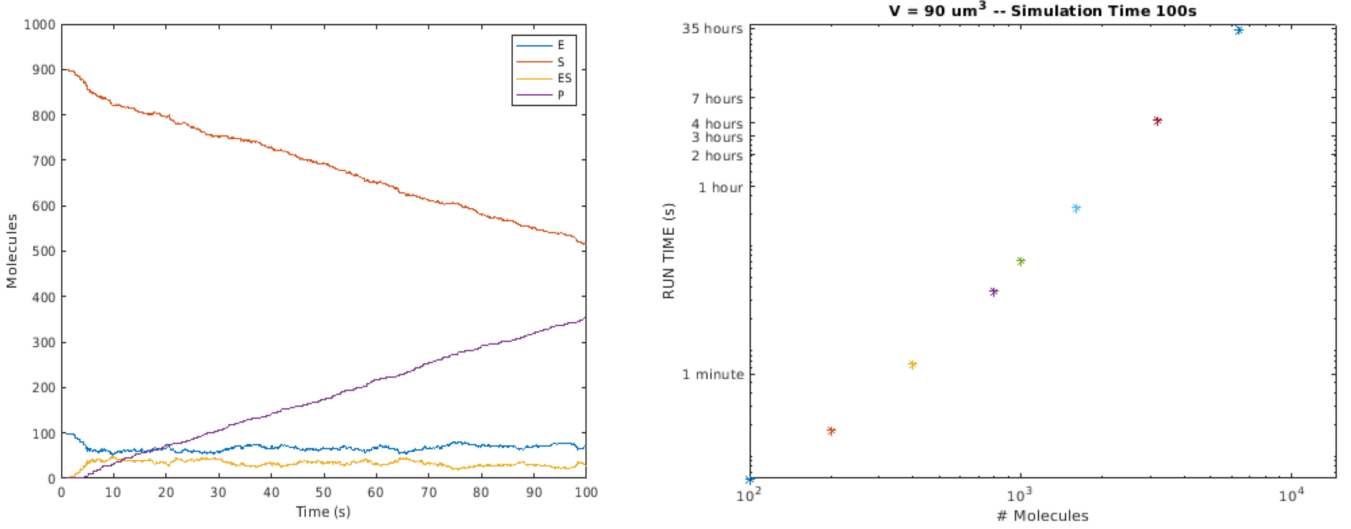 1000
900
800
700
600
500
400
300
200
100
0
Molecules
0 10 20 30 40 50 60 70 80 90 100
Time (s)
E
S
ES
P
V = 90 um³ -- Simulation Time 100s
35 hours
7 hours
4 hours
3 hours
2 hours
1 hour
1 minute
RUN TIME (s)
10² 10³ 10⁴
# Molecules